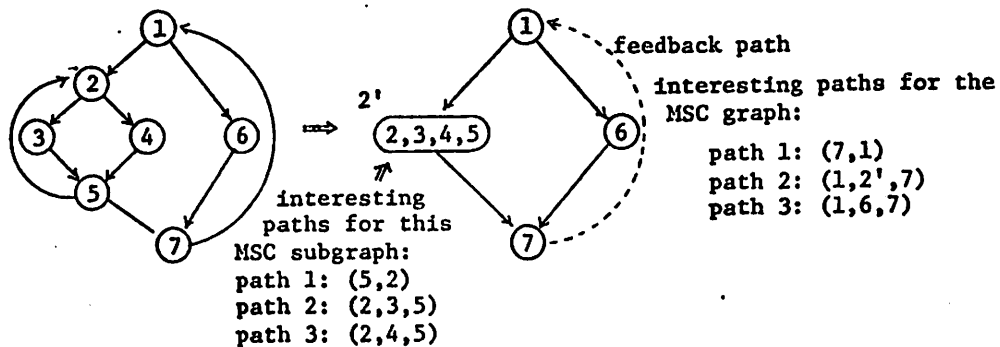 1
2
3
4
6
5
7
1
feedback path
2'
2,3,4,5
6
7
interesting
paths for this
MSC subgraph:
path 1: (5,2)
path 2: (2,3,5)
path 3: (2,4,5)
interesting paths for the
MSC graph:
path 1: (7,1)
path 2: (1,2',7)
path 3: (1,6,7)